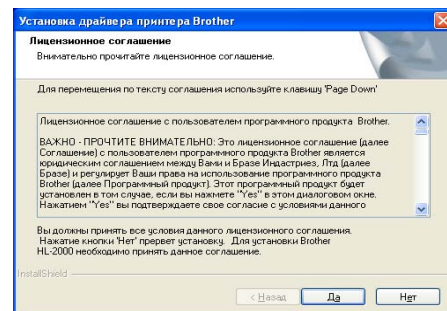 Установка драйвера принтера Brother
Лицензионное соглашение
Внимательно прочитайте лицензионное соглашение.
Для перемещения по тексту соглашения используйте клавишу 'Page Down'
Лицензионное соглашение с пользователем программного продукта Brother.
ВАЖНО - ПРОЧТИТЕ ВНИМАТЕЛЬНО: Это лицензионное соглашение (далее
Соглашение) с пользователем программного продукта Brother является
юридическим соглашением между Вами и Бразе Индастриез, Лтд (далее
Бразе) и регулирует Ваши права на использование программного продукта
Brother (далее Программный продукт). Этот программный продукт будет
установлен в том случае, если вы нажмете "Yes" в этом диалоговом окне.
Нажатием "Yes" вы подтверждаете свое согласие с условиями данного
Вы должны принять все условия данного лицензионного соглашения.
Нажатие кнопки 'Нет' прервет установку. Для установки Brother
HL-2000 необходимо принять данное соглашение.
InstallShield
< Назад
Да
Нет